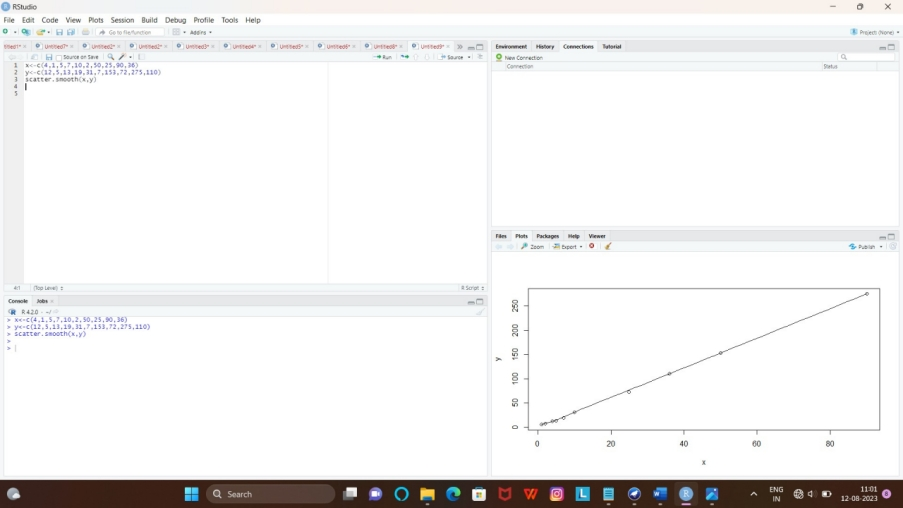 RStudio
File Edit Code View Plots Session Build Debug Profile Tools Help
Go to file/function Addins Project: (None)
Untitled7* Untitled2* Untitled2* Untitled3* Untitled4* Untitled5* Untitled6* Untitled8* Untitled9*
Source on Save Run Source
1 x<-c(4,1,5,7,10,2,50,25,90,36)
2 y<-c(12,5,13,19,31,7,153,72,275,110)
3 scatter.smooth(x,y)
4
5
4:1 (Top Level) R Script
Console Jobs
R 4.2.0 · ~/
> x<-c(4,1,5,7,10,2,50,25,90,36)
> y<-c(12,5,13,19,31,7,153,72,275,110)
> scatter.smooth(x,y)
>
>
Environment History Connections Tutorial
New Connection
Connection Status
Files Plots Packages Help Viewer
Zoom Export Publish
250
200
150
100
50
0
y
0 20 40 60 80
x
Search
ENG
IN
11:01
12-08-2023